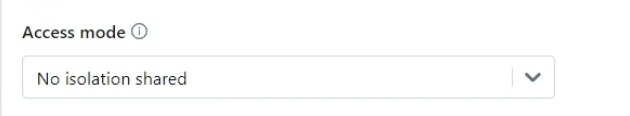 Access mode
No isolation shared